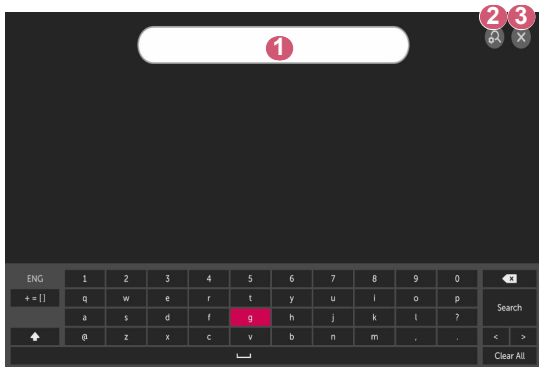 2 3
1
ENG 1 2 3 4 5 6 7 8 9 0
+ = [ ] q w e r t y u i o p
a s d f g h j k l ? Search
@ z x c v b n m , . < >
Clear All